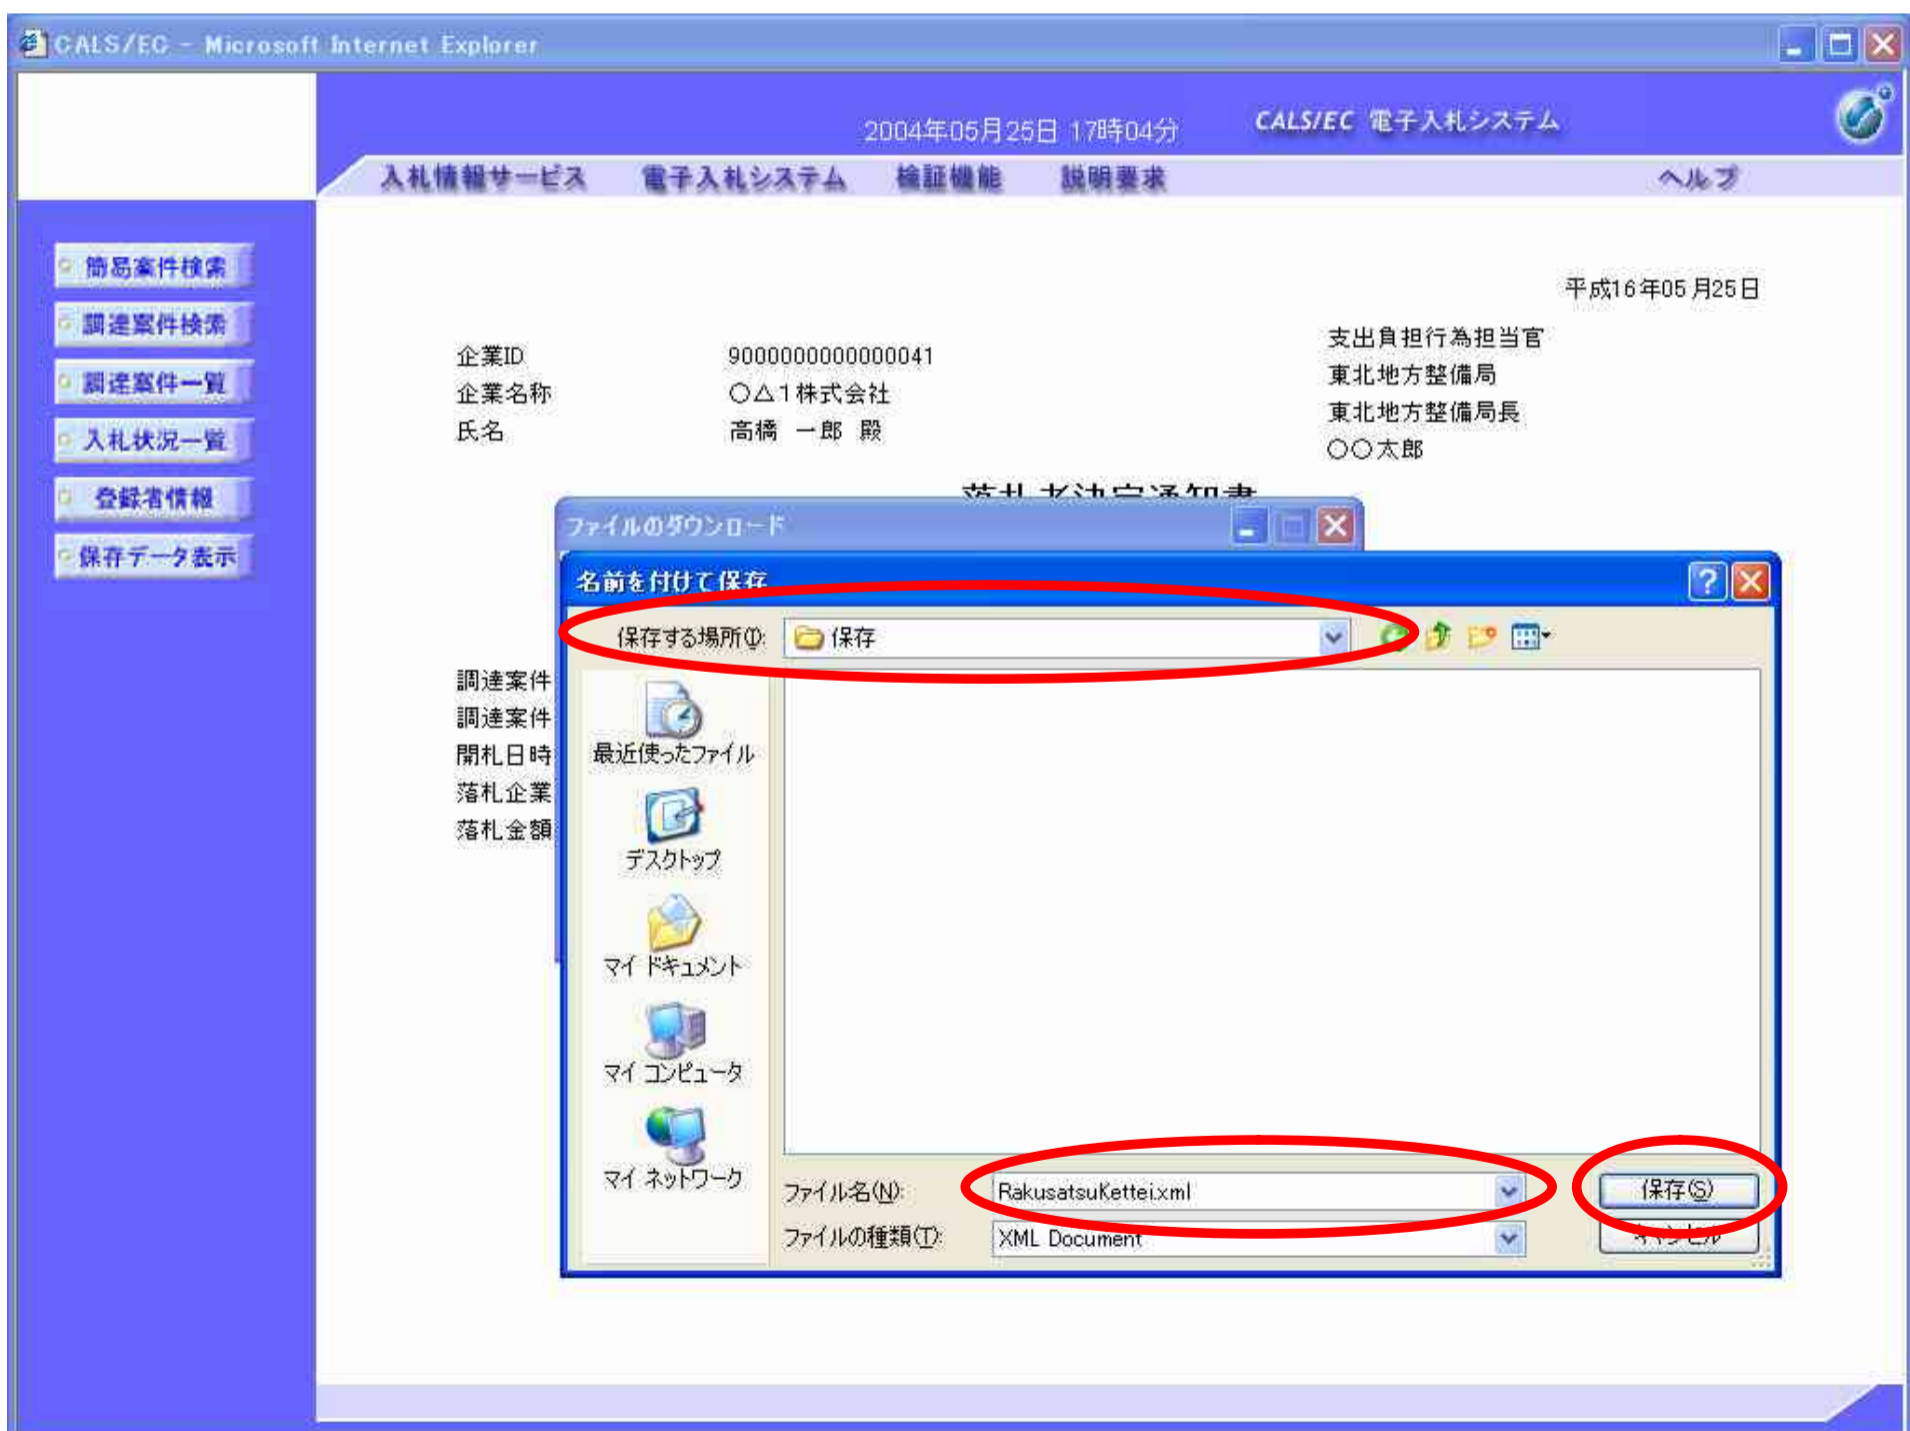 CALS/EC - Microsoft Internet Explorer
2004年05月25日 17時04分
CALS/EC 電子入札システム
入札情報サービス 電子入札システム 検証機能 説明要求 ヘルプ
簡易案件検索
調達案件検索
調達案件一覧
入札状況一覧
登録者情報
保存データ表示
平成16年05月25日
支出負担行為担当官
東北地方整備局
東北地方整備局長
○○太郎
企業ID 9000000000000041
企業名称 ○△1株式会社
氏名 高橋 一郎 殿
落札者決定通知書
調達案件
調達案件
開札日時
落札企業
落札金額
ファイルのダウンロード
名前を付けて保存
保存する場所(I): 保存
最近使ったファイル
デスクトップ
マイ ドキュメント
マイ コンピュータ
マイ ネットワーク
ファイル名(N): RakusatsuKettei.xml 保存(S)
ファイルの種類(T): XML Document キャンセル